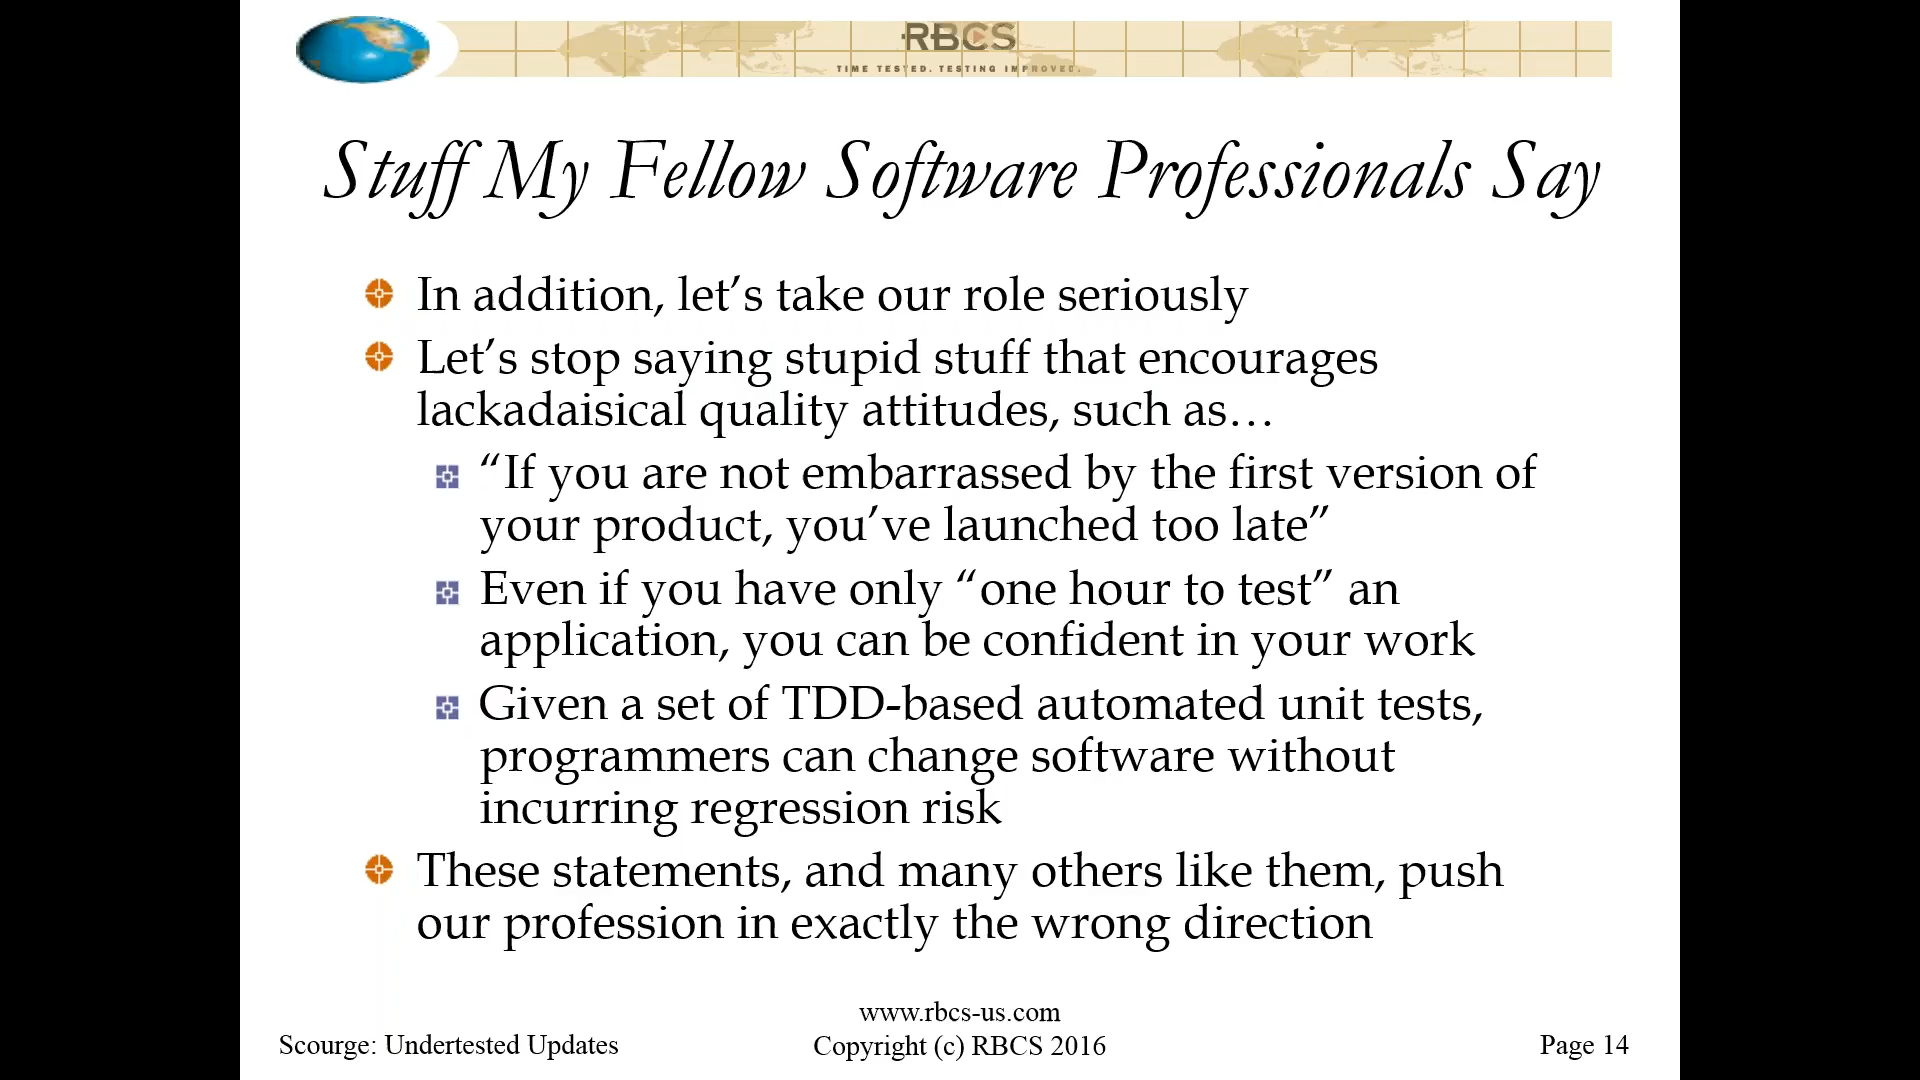 RBCS
TIME TESTED. TESTING IMPROVED.
Stuff My Fellow Software Professionals Say
In addition, let’s take our role seriously
Let’s stop saying stupid stuff that encourages
lackadaisical quality attitudes, such as…
“If you are not embarrassed by the first version of
your product, you’ve launched too late”
Even if you have only “one hour to test” an
application, you can be confident in your work
Given a set of TDD-based automated unit tests,
programmers can change software without
incurring regression risk
These statements, and many others like them, push
our profession in exactly the wrong direction
www.rbcs-us.com
Scourge: Undertested Updates
Copyright (c) RBCS 2016
Page 14